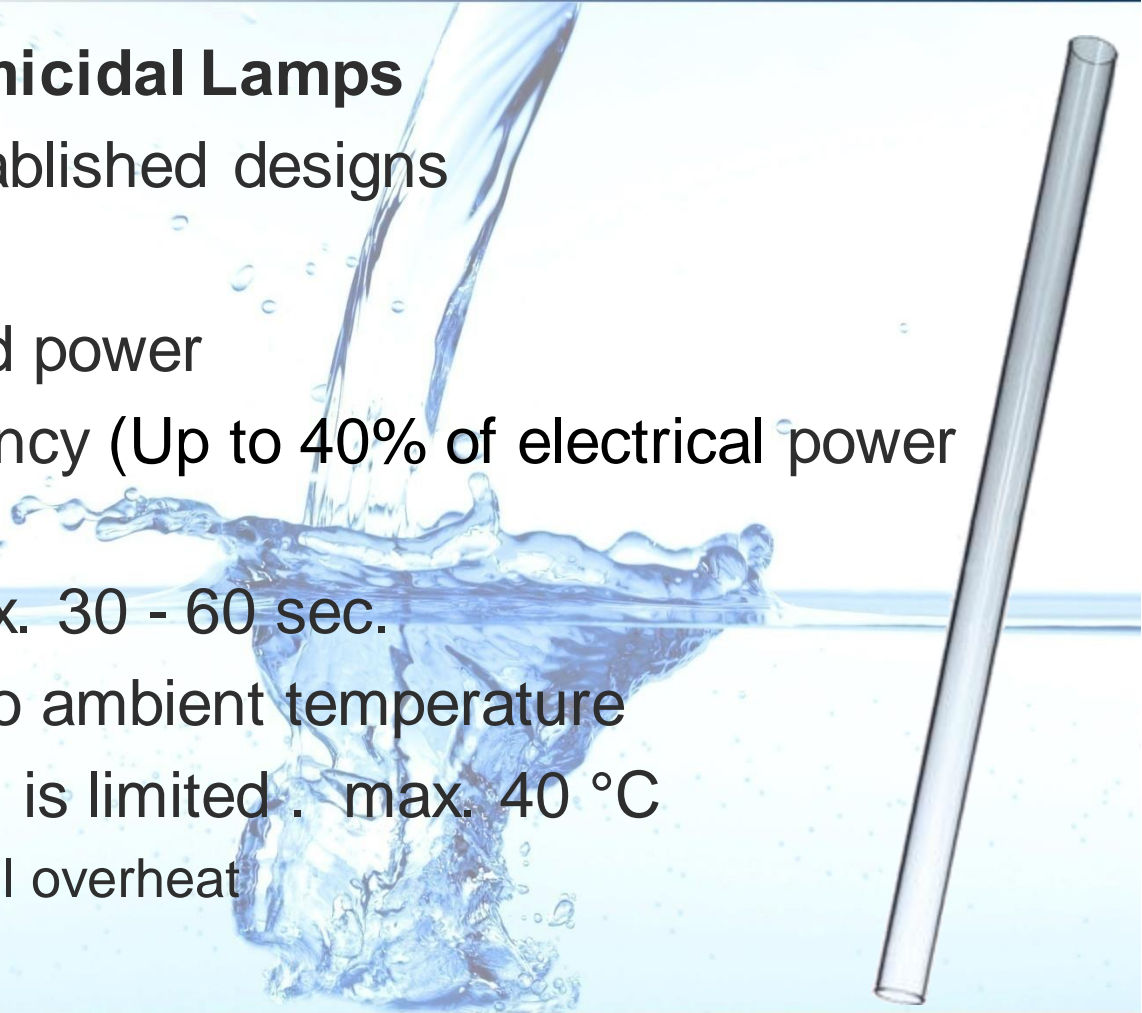 micidal Lamps
ablished designs
d power
ncy (Up to 40% of electrical power
x. 30 - 60 sec.
o ambient temperature
is limited . max. 40 °C
l overheat